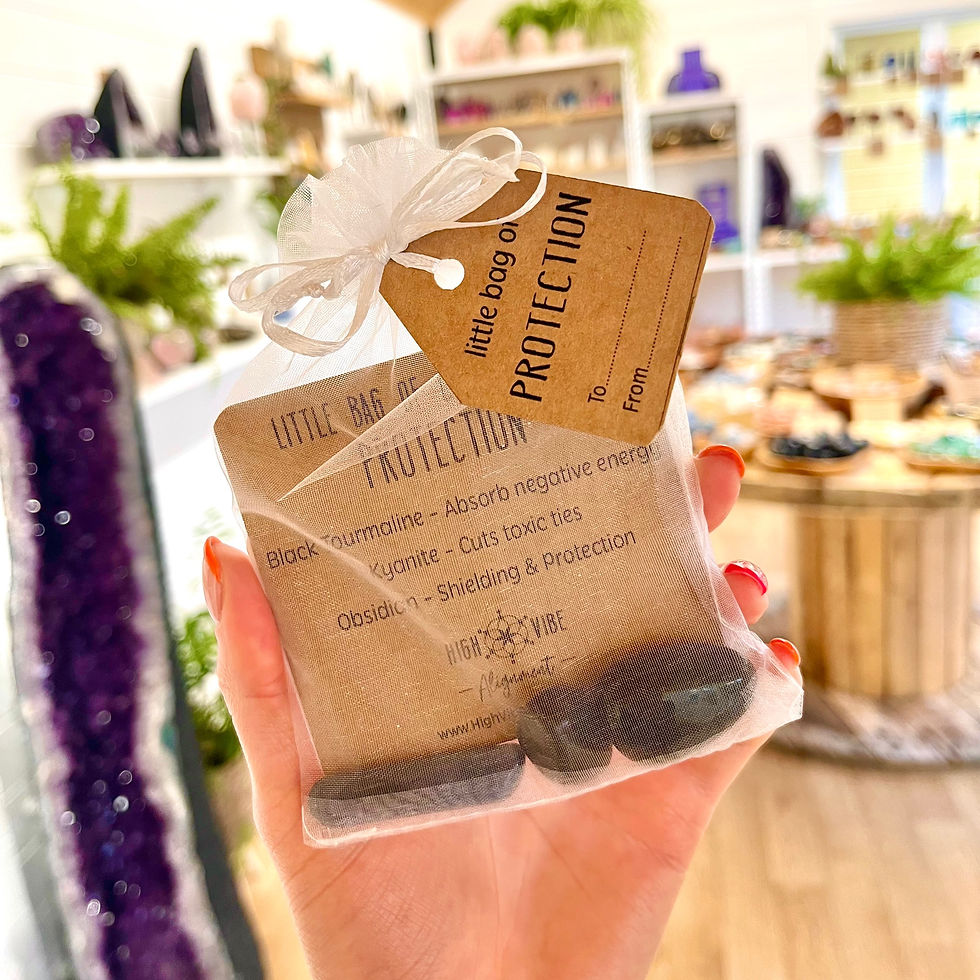 little bag of
PROTECTION
To
From
LITTLE BAG OF
PROTECTION
Black Tourmaline - Absorb negative energy
Kyanite - Cuts toxic ties
Obsidian - Shielding & Protection
HIGH VIBE
- Alignment -